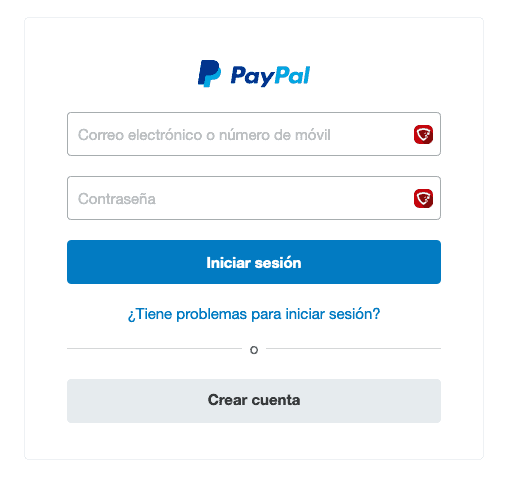 PayPal
Correo electrónico o número de móvil
Contraseña
Iniciar sesión
¿Tiene problemas para iniciar sesión?
o
Crear cuenta